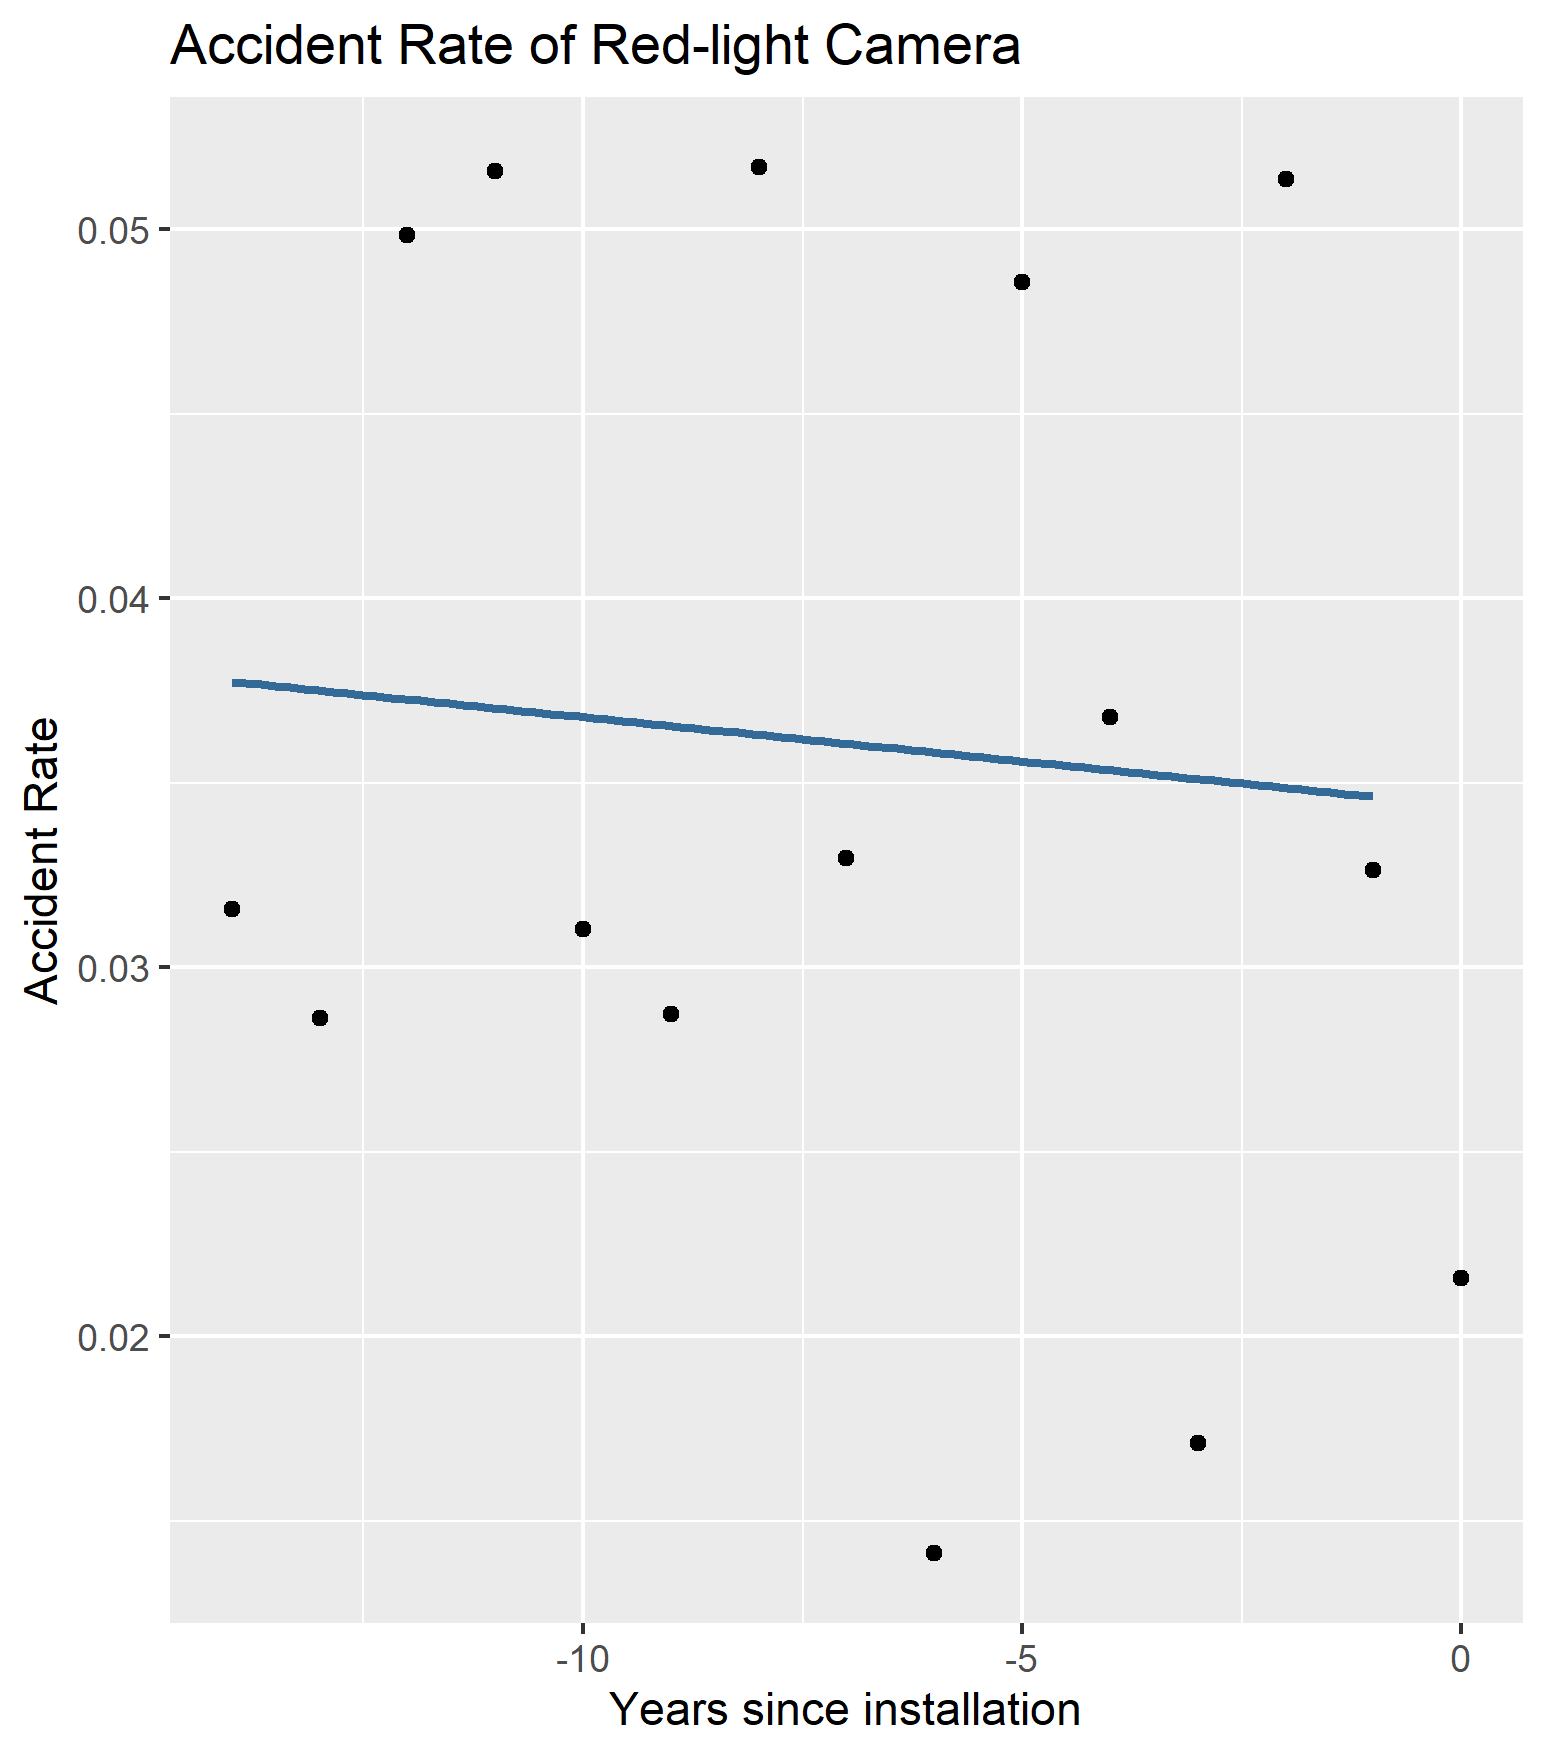 Accident Rate of Red-light Camera
Accident Rate
0.05
0.04
0.03
0.02
-10
-5
0
Years since installation